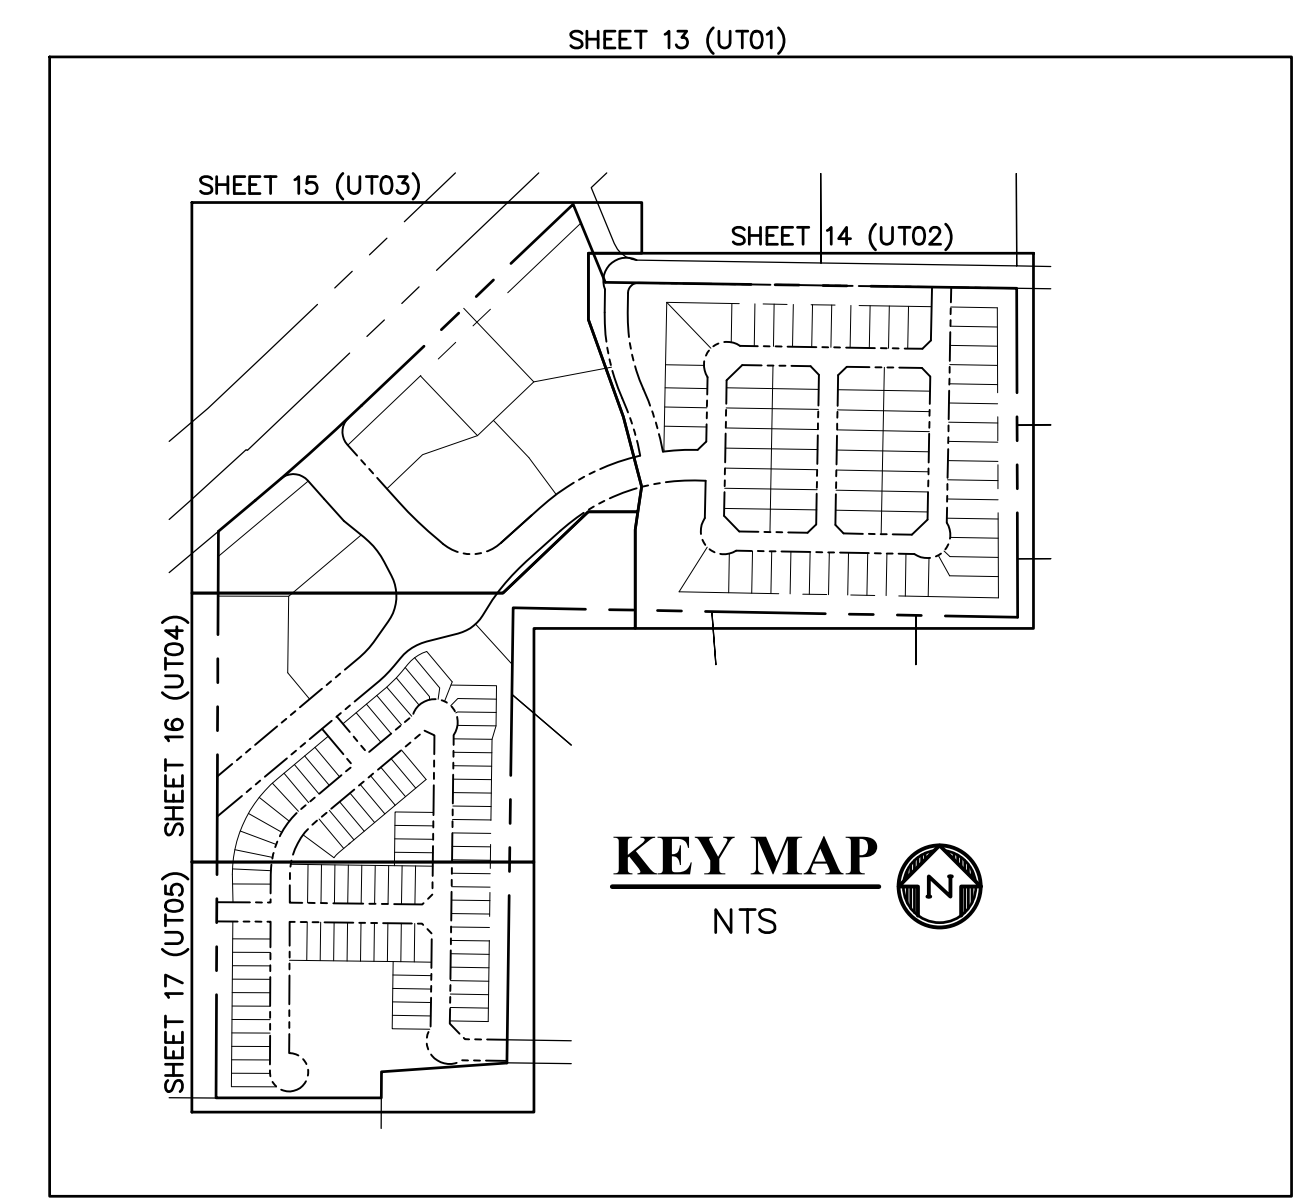 SHEET 13 (UT01)
SHEET 15 (UT03)
SHEET 14 (UT02)
SHEET 16 (UT04)
SHEET 17 (UT05)
KEY MAP
NTS
N